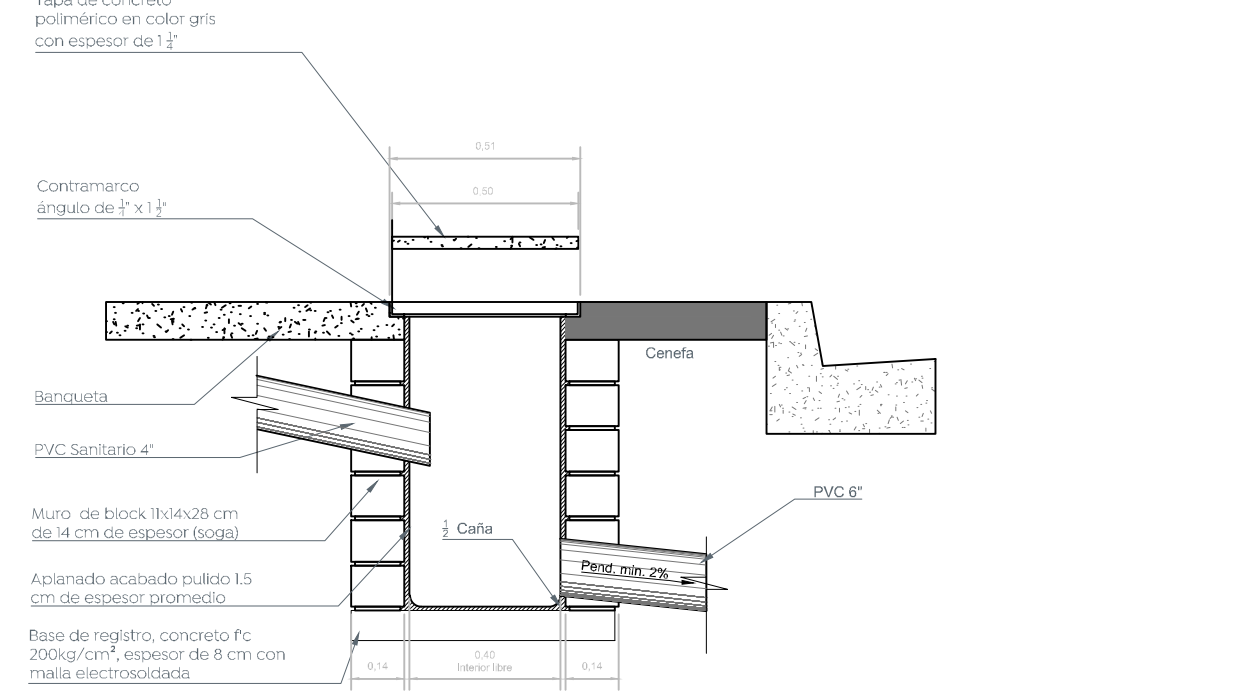 Tapa de concreto
polimérico en color gris
con espesor de 1 1/4"
0,51
0,50
Contramarco
ángulo de 1/4" x 1 1/2"
Cenefa
Banqueta
PVC Sanitario 4"
PVC 6"
Muro de block 11x14x28 cm
de 14 cm de espesor (soga)
1/2 Caña
Pend. min. 2%
Aplanado acabado pulido 1.5
cm de espesor promedio
Base de registro, concreto f'c
200kg/cm², espesor de 8 cm con
malla electrosoldada
0,14
0,40
Interior libre
0,14